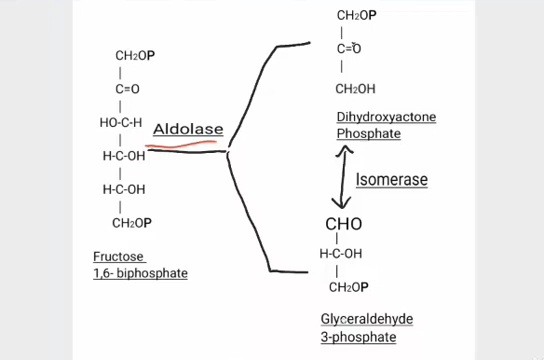 CH₂OP
|
C=O
|
HO-C-H
|
H-C-OH
|
H-C-OH
|
CH₂OP
Fructose
1,6- biphosphate
Aldolase
CH₂OP
|
C=O
|
CH₂OH
Dihydroxyactone
Phosphate
Isomerase
CHO
|
H-C-OH
|
CH₂OP
Glyceraldehyde
3-phosphate